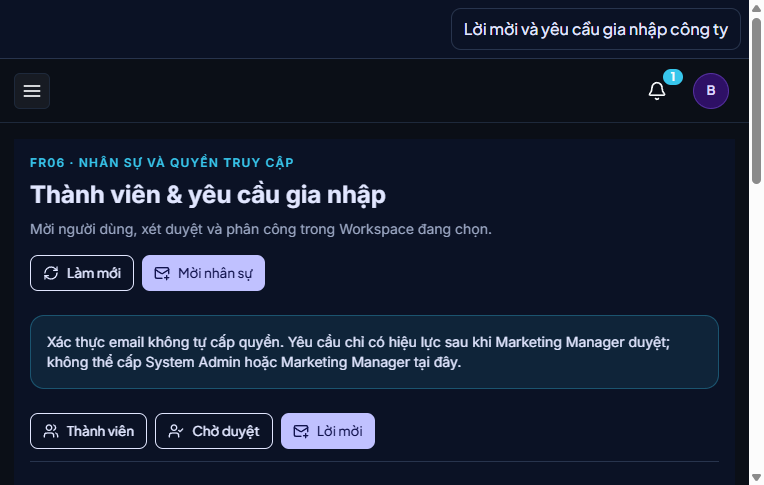 Lời mời và yêu cầu gia nhập công ty
1
B
FR06 · NHÂN SỰ VÀ QUYỀN TRUY CẬP
Thành viên & yêu cầu gia nhập
Mời người dùng, xét duyệt và phân công trong Workspace đang chọn.
Làm mới
Mời nhân sự
Xác thực email không tự cấp quyền. Yêu cầu chỉ có hiệu lực sau khi Marketing Manager duyệt;
không thể cấp System Admin hoặc Marketing Manager tại đây.
Thành viên
Chờ duyệt
Lời mời